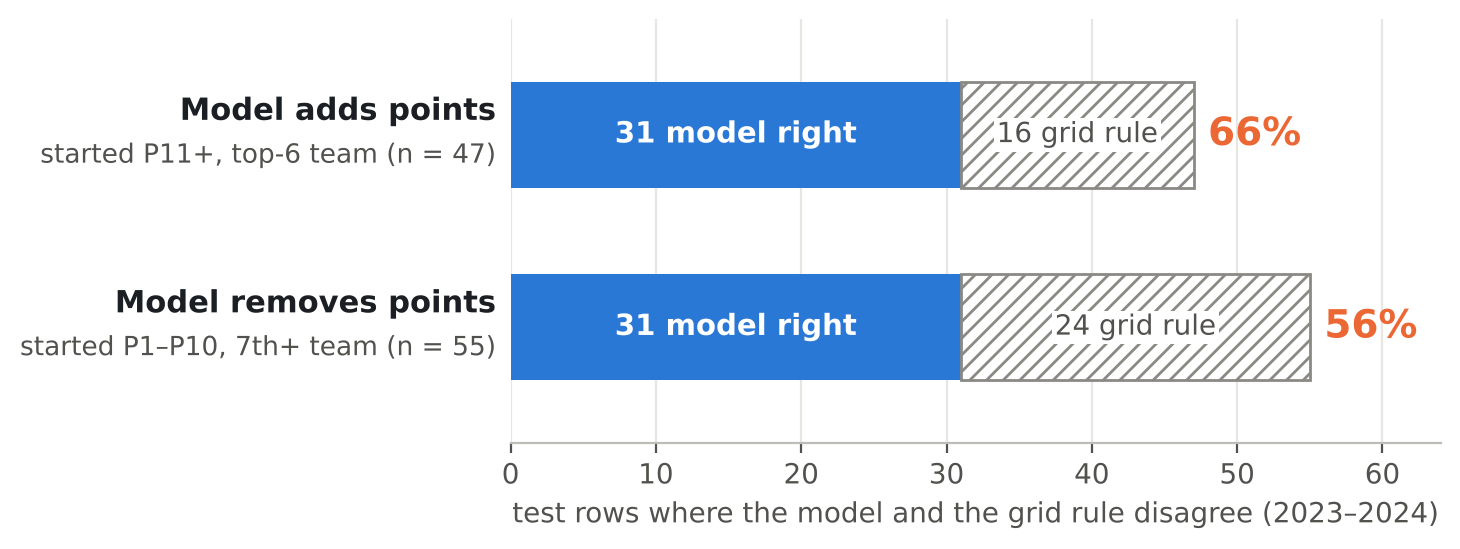 Model adds points
started P11+, top-6 team (n = 47)
31 model right
16 grid rule
66%
Model removes points
started P1–P10, 7th+ team (n = 55)
31 model right
24 grid rule
56%
0 10 20 30 40 50 60
test rows where the model and the grid rule disagree (2023–2024)